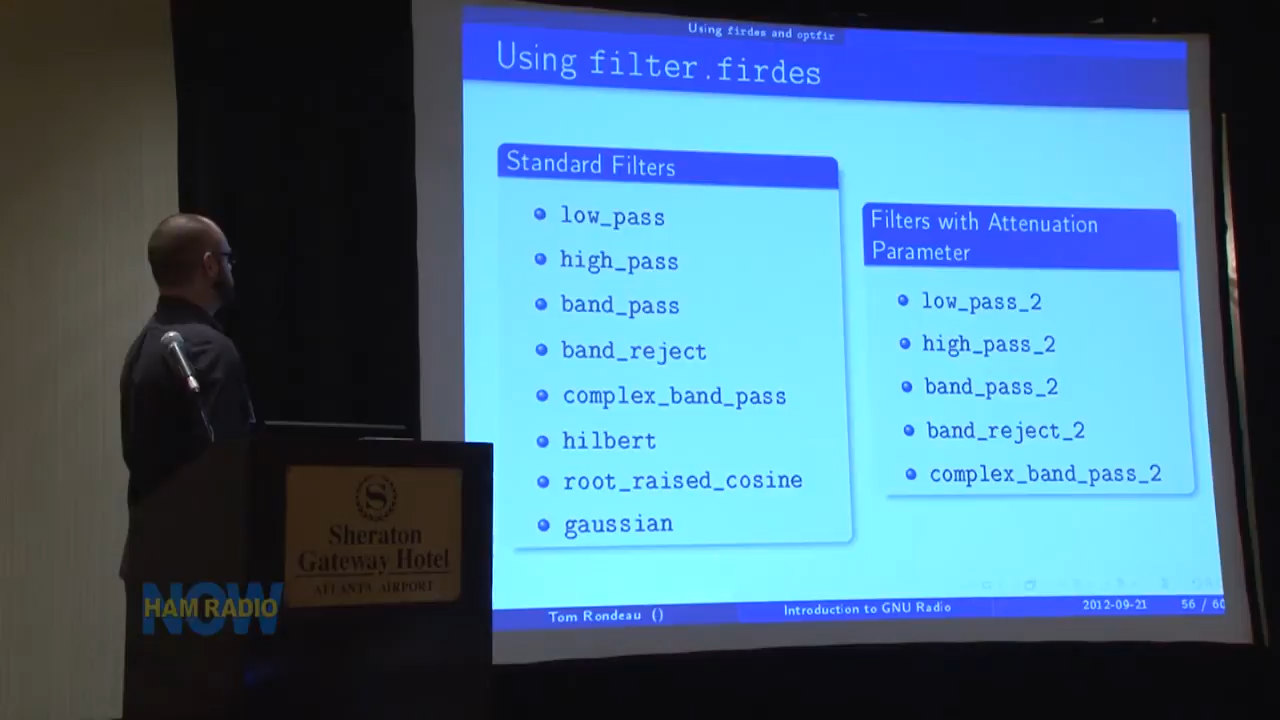 Using firdes and optfir
Using filter.firdes
Standard Filters
low_pass
high_pass
band_pass
band_reject
complex_band_pass
hilbert
root_raised_cosine
gaussian
Filters with Attenuation
Parameter
low_pass_2
high_pass_2
band_pass_2
band_reject_2
complex_band_pass_2
Tom Rondeau ()
Introduction to GNU Radio
2012-09-21
56 / 60
S
Sheraton
Gateway Hotel
ATLANTA AIRPORT
NOW
HAM RADIO